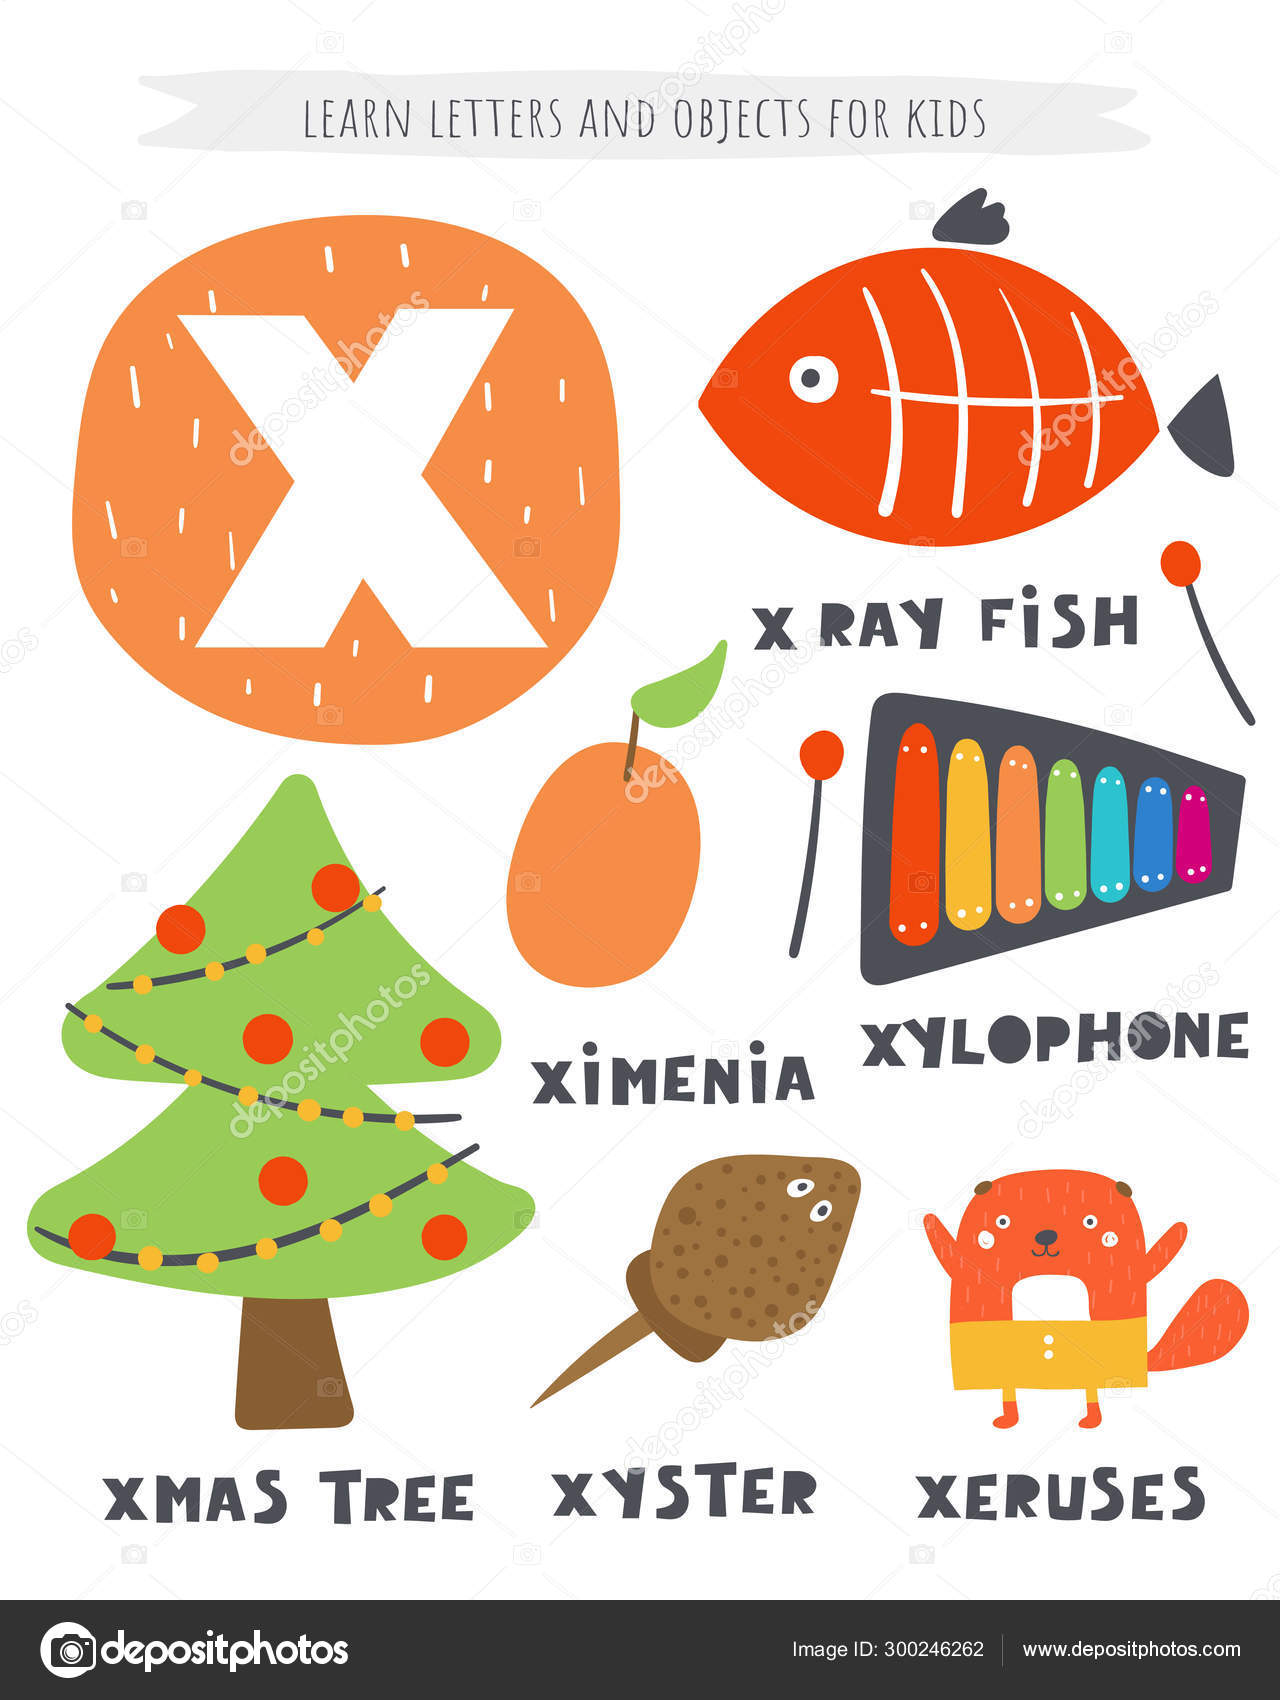 LEARN LETTERS AND OBJECTS FOR KIDS
X
X RAY FISH
XIMENIA
XYLOPHONE
XMAS TREE
XYSTER
XERUSES
depositphotos
Image ID: 300246262
www.depositphotos.com